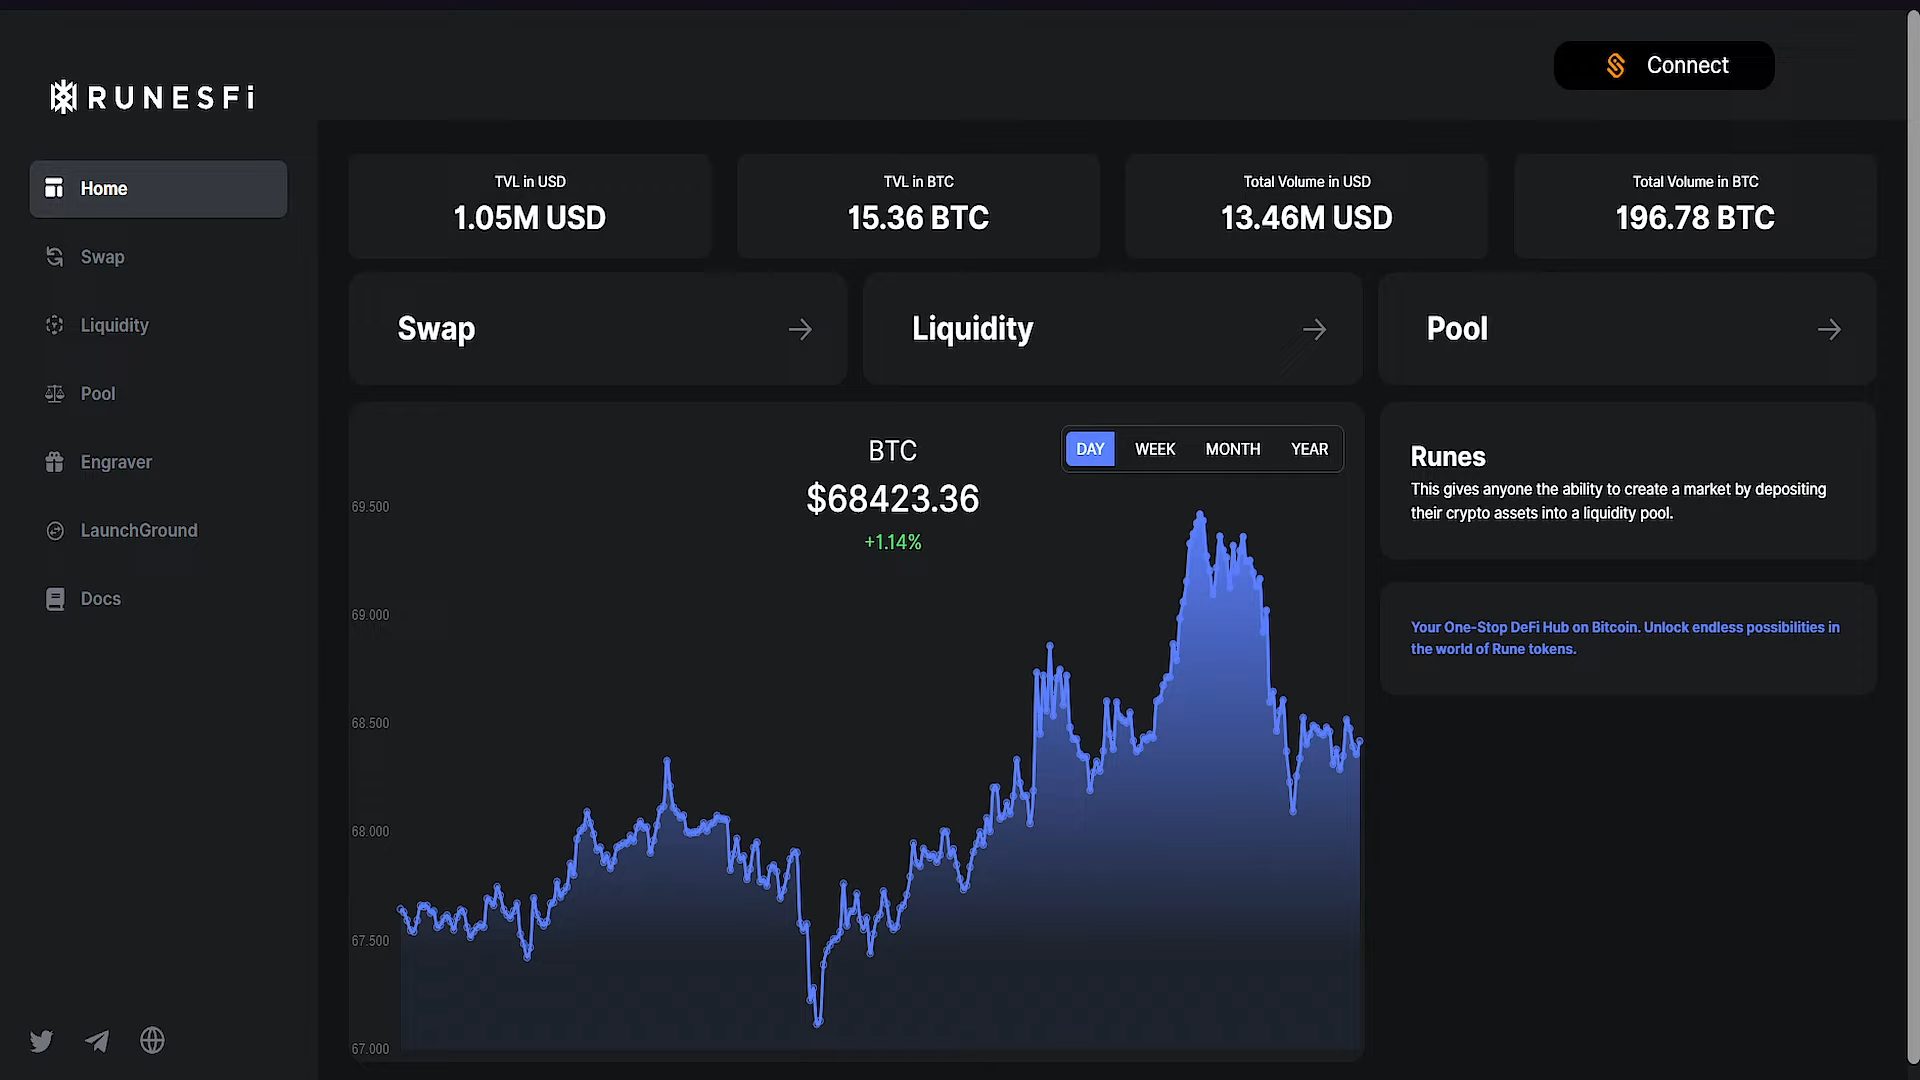 RUNESFi
Connect
Home
Swap
Liquidity
Pool
Engraver
LaunchGround
Docs
TVL in USD
1.05M USD
TVL in BTC
15.36 BTC
Total Volume in USD
13.46M USD
Total Volume in BTC
196.78 BTC
Swap
Liquidity
Pool
BTC
$68423.36
+1.14%
DAY WEEK MONTH YEAR
69.500
69.000
68.500
68.000
67.500
67.000
Runes
This gives anyone the ability to create a market by depositing
their crypto assets into a liquidity pool.
Your One-Stop DeFi Hub on Bitcoin. Unlock endless possibilities in
the world of Rune tokens.